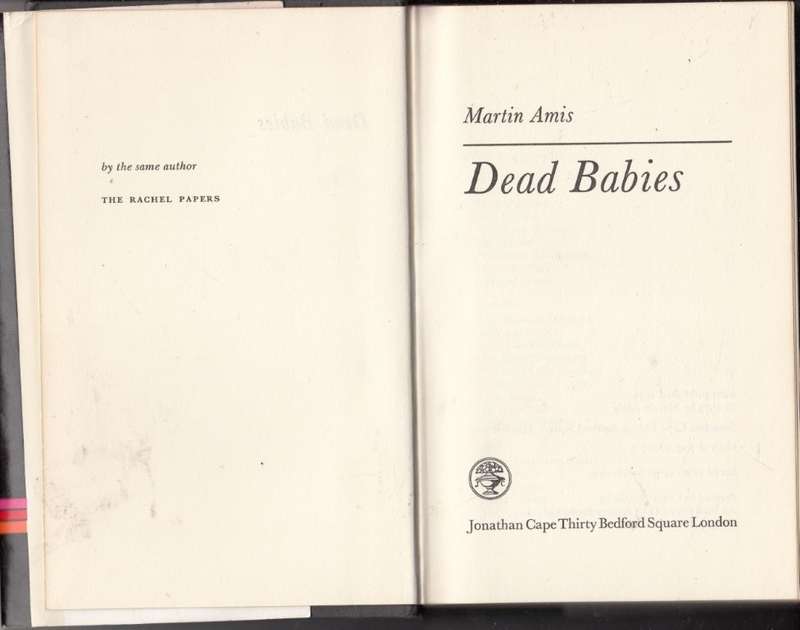 by the same author
THE RACHEL PAPERS
Martin Amis
Dead Babies
Jonathan Cape Thirty Bedford Square London